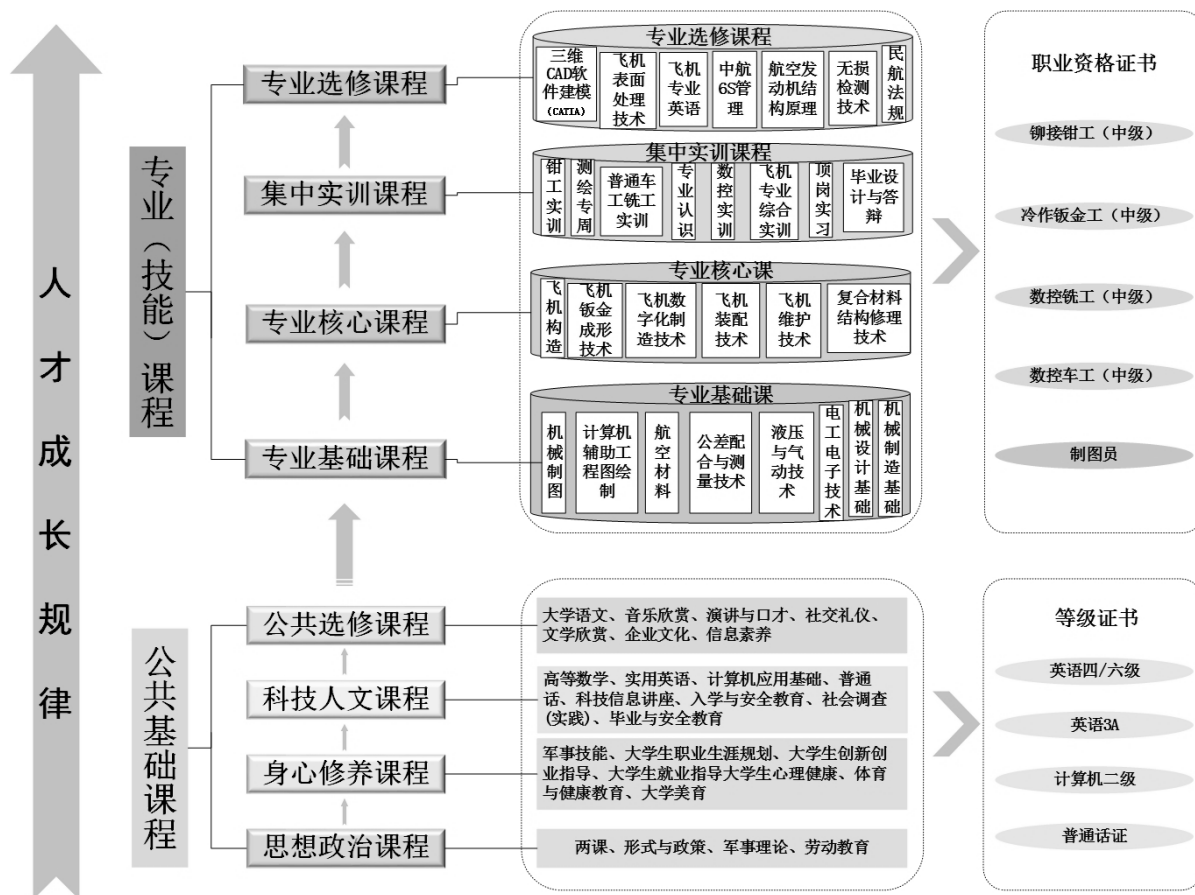 人才成长规律
专业（技能）课程
公共基础课程
专业选修课程
集中实训课程
专业核心课程
专业基础课程
公共选修课程
科技人文课程
身心修养课程
思想政治课程
专业选修课程
三维
CAD软
件建模
(CATIA)
飞机
表面
处理
技术
飞机
专业
英语
中航
6S管
理
航空发
动机结
构原理
无损
检测
技术
民航法规
集中实训课程
钳工实训
测绘专周
普通车
工铣工
实训
专业认识
数控实训
飞机
专业
综合
实训
顶岗实习
毕业设
计与答
辩
专业核心课
飞机构造
飞机
钣金
成形
技术
飞机数
字化制
造技术
飞机
装配
技术
飞机
维护
技术
复合材料
结构修理
技术
专业基础课
机械制图
计算机
辅助工
程图绘
制
航空材料
公差配
合与测
量技术
液压
与气
动技
术
电工电子技术
机械设计基础
机械制造基础
大学语文、音乐欣赏、演讲与口才、社交礼仪、
文学欣赏、企业文化、信息素养
高等数学、实用英语、计算机应用基础、普通
话、科技信息讲座、入学与安全教育、社会调查
(实践)、毕业与安全教育
军事技能、大学生职业生涯规划、大学生创新创
业指导、大学生就业指导大学生心理健康、体育
与健康教育、大学美育
两课、形式与政策、军事理论、劳动教育
职业资格证书
铆接钳工（中级）
冷作钣金工（中级）
数控铣工（中级）
数控车工（中级）
制图员
等级证书
英语四/六级
英语3A
计算机二级
普通话证